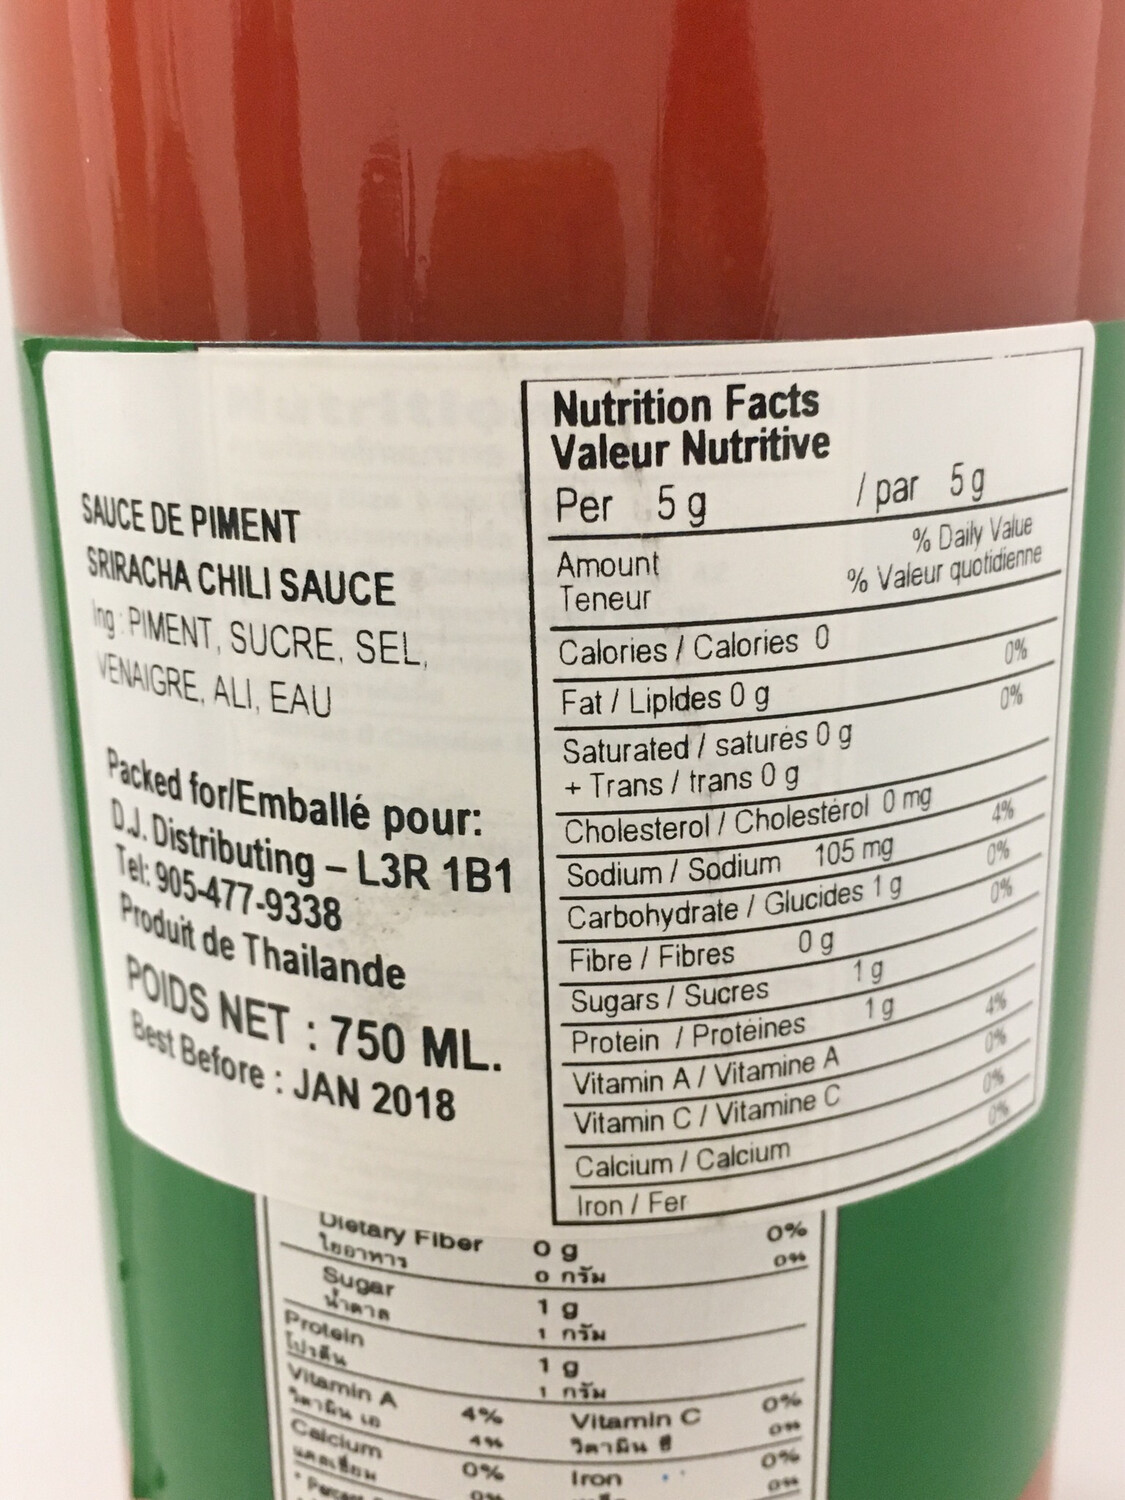 SAUCE DE PIMENT
SRIRACHA CHILI SAUCE
Ing : PIMENT, SUCRE, SEL,
VENAIGRE, ALI, EAU
Packed for/Emballé pour:
D.J. Distributing – L3R 1B1
Tel: 905-477-9338
Produit de Thailande
POIDS NET : 750 ML.
Best Before : JAN 2018
Nutrition Facts
Valeur Nutritive
Per 5 g / par 5 g
Amount % Daily Value
Teneur % Valeur quotidienne
Calories / Calories 0
Fat / Lipldes 0 g 0%
Saturated / saturés 0 g 0%
+ Trans / trans 0 g
Cholesterol / Cholestérol 0 mg
Sodium / Sodium 105 mg 4%
Carbohydrate / Glucides 1 g 0%
Fibre / Fibres 0 g 0%
Sugars / Sucres 1 g
Protein / Protéines 1 g
Vitamin A / Vitamine A 4%
Vitamin C / Vitamine C 0%
Calcium / Calcium 0%
Iron / Fer 0%
Dietary Fiber 0 g 0%
ใยอาหาร 0 กรัม 0%
Sugar 1 g
น้ำตาล 1 กรัม
Protein 1 g
โปรตีน 1 กรัม
Vitamin A 4% Vitamin C 0%
วิตามิน เอ 4% วิตามิน ซี 0%
Calcium 0% Iron 0%
แคลเซียม 0% 0%
* Percent